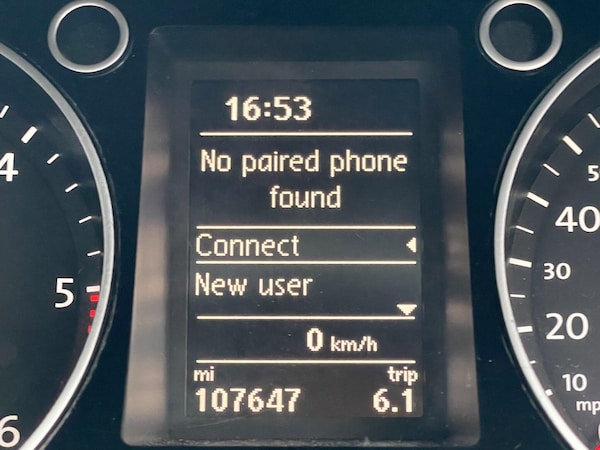 16:53
No paired phone
found
Connect
New user
0 km/h
mi trip
107647 6.1
4
5
6
5
40
30
20
10
mp